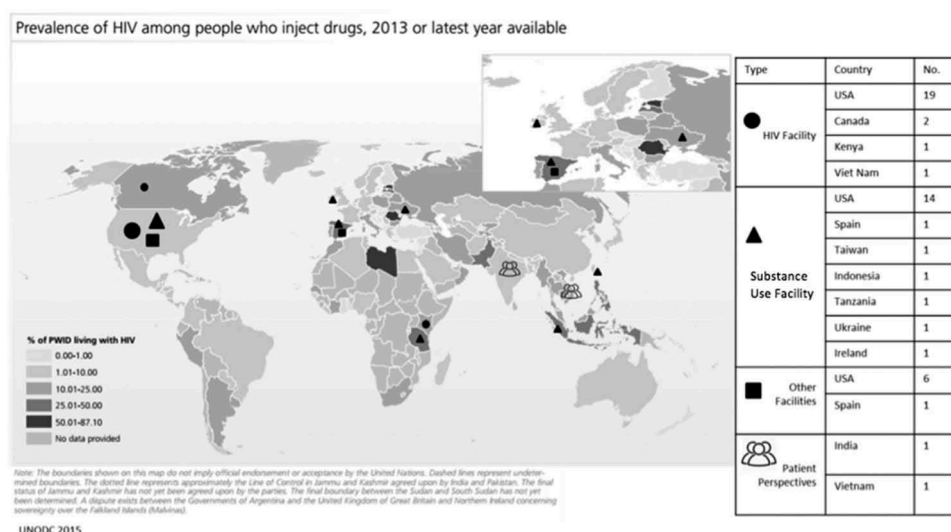 Prevalence of HIV among people who inject drugs, 2013 or latest year available
% of PWID living with HIV
0.00-1.00
1.01-10.00
10.01-25.00
25.01-50.00
50.01-87.10
No data provided
Note: The boundaries shown on this map do not imply official endorsement or acceptance by the United Nations. Dashed lines represent undeter-
mined boundaries. The dotted line represents approximately the Line of Control in Jammu and Kashmir agreed upon by India and Pakistan. The final
status of Jammu and Kashmir has not yet been agreed upon by the parties. The final boundary between the Sudan and South Sudan has not yet
been determined. A dispute exists between the Governments of Argentina and the United Kingdom of Great Britain and Northern Ireland concerning
sovereignty over the Falkland Islands (Malvinas).
UNODC 2015
Type Country No.
HIV Facility
USA 19
Canada 2
Kenya 1
Viet Nam 1
Substance
Use Facility
USA 14
Spain 1
Taiwan 1
Indonesia 1
Tanzania 1
Ukraine 1
Ireland 1
Other
Facilities
USA 6
Spain 1
Patient
Perspectives
India 1
Vietnam 1